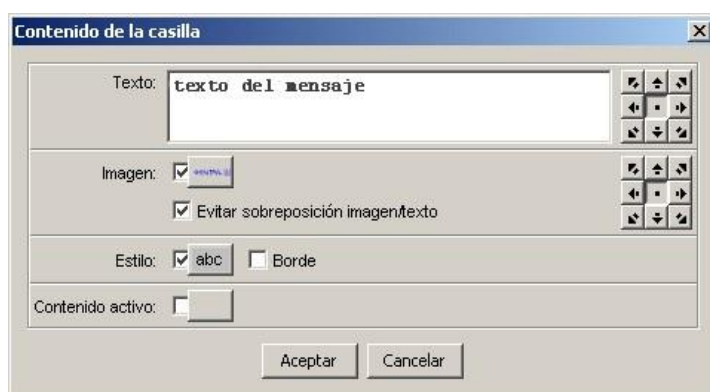 Contenido de la casilla
Texto: texto del mensaje
Imagen:
Evitar sobreposición imagen/texto
Estilo: abc Borde
Contenido activo:
Aceptar Cancelar